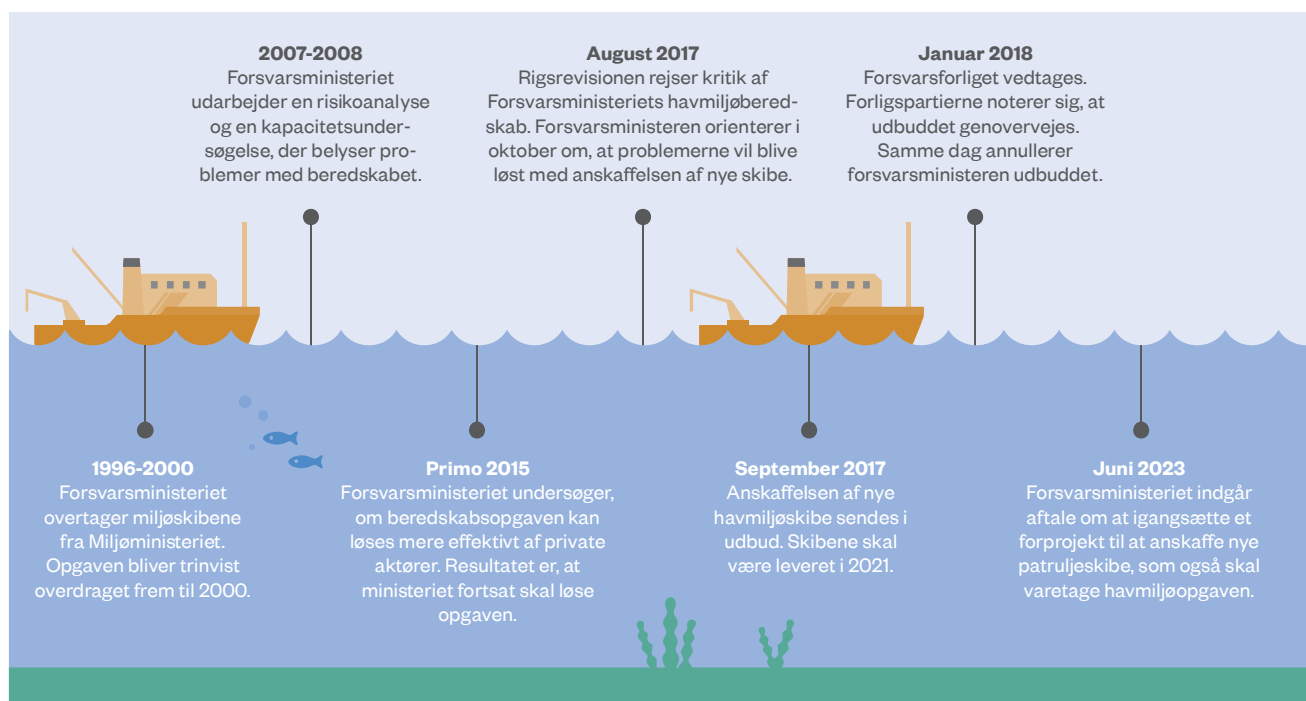 2007-2008
Forsvarsministeriet
udarbejder en risikoanalyse
og en kapacitetsunder-
søgelse, der belyser pro-
blemer med beredskabet.
August 2017
Rigsrevisionen rejser kritik af
Forsvarsministeriets havmiljøbered-
skab. Forsvarsministeren orienterer i
oktober om, at problemerne vil blive
løst med anskaffelsen af nye skibe.
Januar 2018
Forsvarsforliget vedtages.
Forligspartierne noterer sig, at
udbuddet genovervejes.
Samme dag annullerer
forsvarsministeren udbuddet.
1996-2000
Forsvarsministeriet
overtager miljøskibene
fra Miljøministeriet.
Opgaven bliver trinvist
overdraget frem til 2000.
Primo 2015
Forsvarsministeriet undersøger,
om beredskabsopgaven kan
løses mere effektivt af private
aktører. Resultatet er, at
ministeriet fortsat skal løse
opgaven.
September 2017
Anskaffelsen af nye
havmiljøskibe sendes i
udbud. Skibene skal
være leveret i 2021.
Juni 2023
Forsvarsministeriet indgår
aftale om at igangsætte et
forprojekt til at anskaffe nye
patruljeskibe, som også skal
varetage havmiljøopgaven.